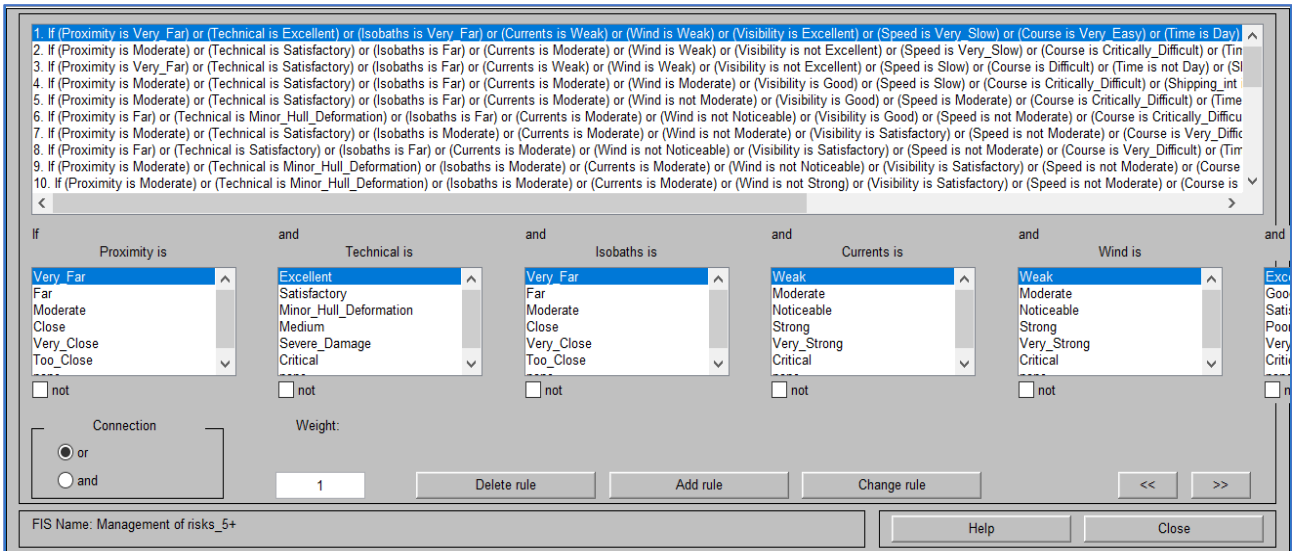 1. If (Proximity is Very_Far) or (Technical is Excellent) or (Isobaths is Very_Far) or (Currents is Weak) or (Wind is Weak) or (Visibility is Excellent) or (Speed is Very_Slow) or (Course is Very_Easy) or (Time is Day)
2. If (Proximity is Moderate) or (Technical is Satisfactory) or (Isobaths is Far) or (Currents is Moderate) or (Wind is Weak) or (Visibility is not Excellent) or (Speed is Very_Slow) or (Course is Critically_Difficult) or (Tim
3. If (Proximity is Very_Far) or (Technical is Satisfactory) or (Isobaths is Far) or (Currents is Weak) or (Wind is Weak) or (Visibility is not Excellent) or (Speed is Slow) or (Course is Difficult) or (Time is not Day) or (Sl
4. If (Proximity is Moderate) or (Technical is Satisfactory) or (Isobaths is Far) or (Currents is Moderate) or (Wind is Moderate) or (Visibility is Good) or (Speed is Slow) or (Course is Critically_Difficult) or (Shipping_int
5. If (Proximity is Moderate) or (Technical is Satisfactory) or (Isobaths is Far) or (Currents is Moderate) or (Wind is not Moderate) or (Visibility is Good) or (Speed is Moderate) or (Course is Critically_Difficult) or (Time
6. If (Proximity is Far) or (Technical is Minor_Hull_Deformation) or (Isobaths is Far) or (Currents is Moderate) or (Wind is not Noticeable) or (Visibility is Good) or (Speed is not Moderate) or (Course is Critically_Difficu
7. If (Proximity is Moderate) or (Technical is Satisfactory) or (Isobaths is Moderate) or (Currents is Moderate) or (Wind is not Moderate) or (Visibility is Satisfactory) or (Speed is not Moderate) or (Course is Very_Diffic
8. If (Proximity is Far) or (Technical is Satisfactory) or (Isobaths is Far) or (Currents is Moderate) or (Wind is not Noticeable) or (Visibility is Satisfactory) or (Speed is not Moderate) or (Course is Very_Difficult) or (Tim
9. If (Proximity is Moderate) or (Technical is Minor_Hull_Deformation) or (Isobaths is Moderate) or (Currents is Moderate) or (Wind is not Noticeable) or (Visibility is Satisfactory) or (Speed is not Moderate) or (Course
10. If (Proximity is Moderate) or (Technical is Minor_Hull_Deformation) or (Isobaths is Moderate) or (Currents is Moderate) or (Wind is not Strong) or (Visibility is Satisfactory) or (Speed is not Moderate) or (Course is
If and and and and and
Proximity is Technical is Isobaths is Currents is Wind is
Very_Far Excellent Very_Far Weak Weak Exce
Far Satisfactory Far Moderate Moderate Goo
Moderate Minor_Hull_Deformation Moderate Noticeable Noticeable Satis
Close Medium Close Strong Strong Poor
Very_Close Severe_Damage Very_Close Very_Strong Very_Strong Very
Too_Close Critical Too_Close Critical Critical Criti
not not not not not n
Connection Weight:
or
and 1 Delete rule Add rule Change rule << >>
FIS Name: Management of risks_5+ Help Close